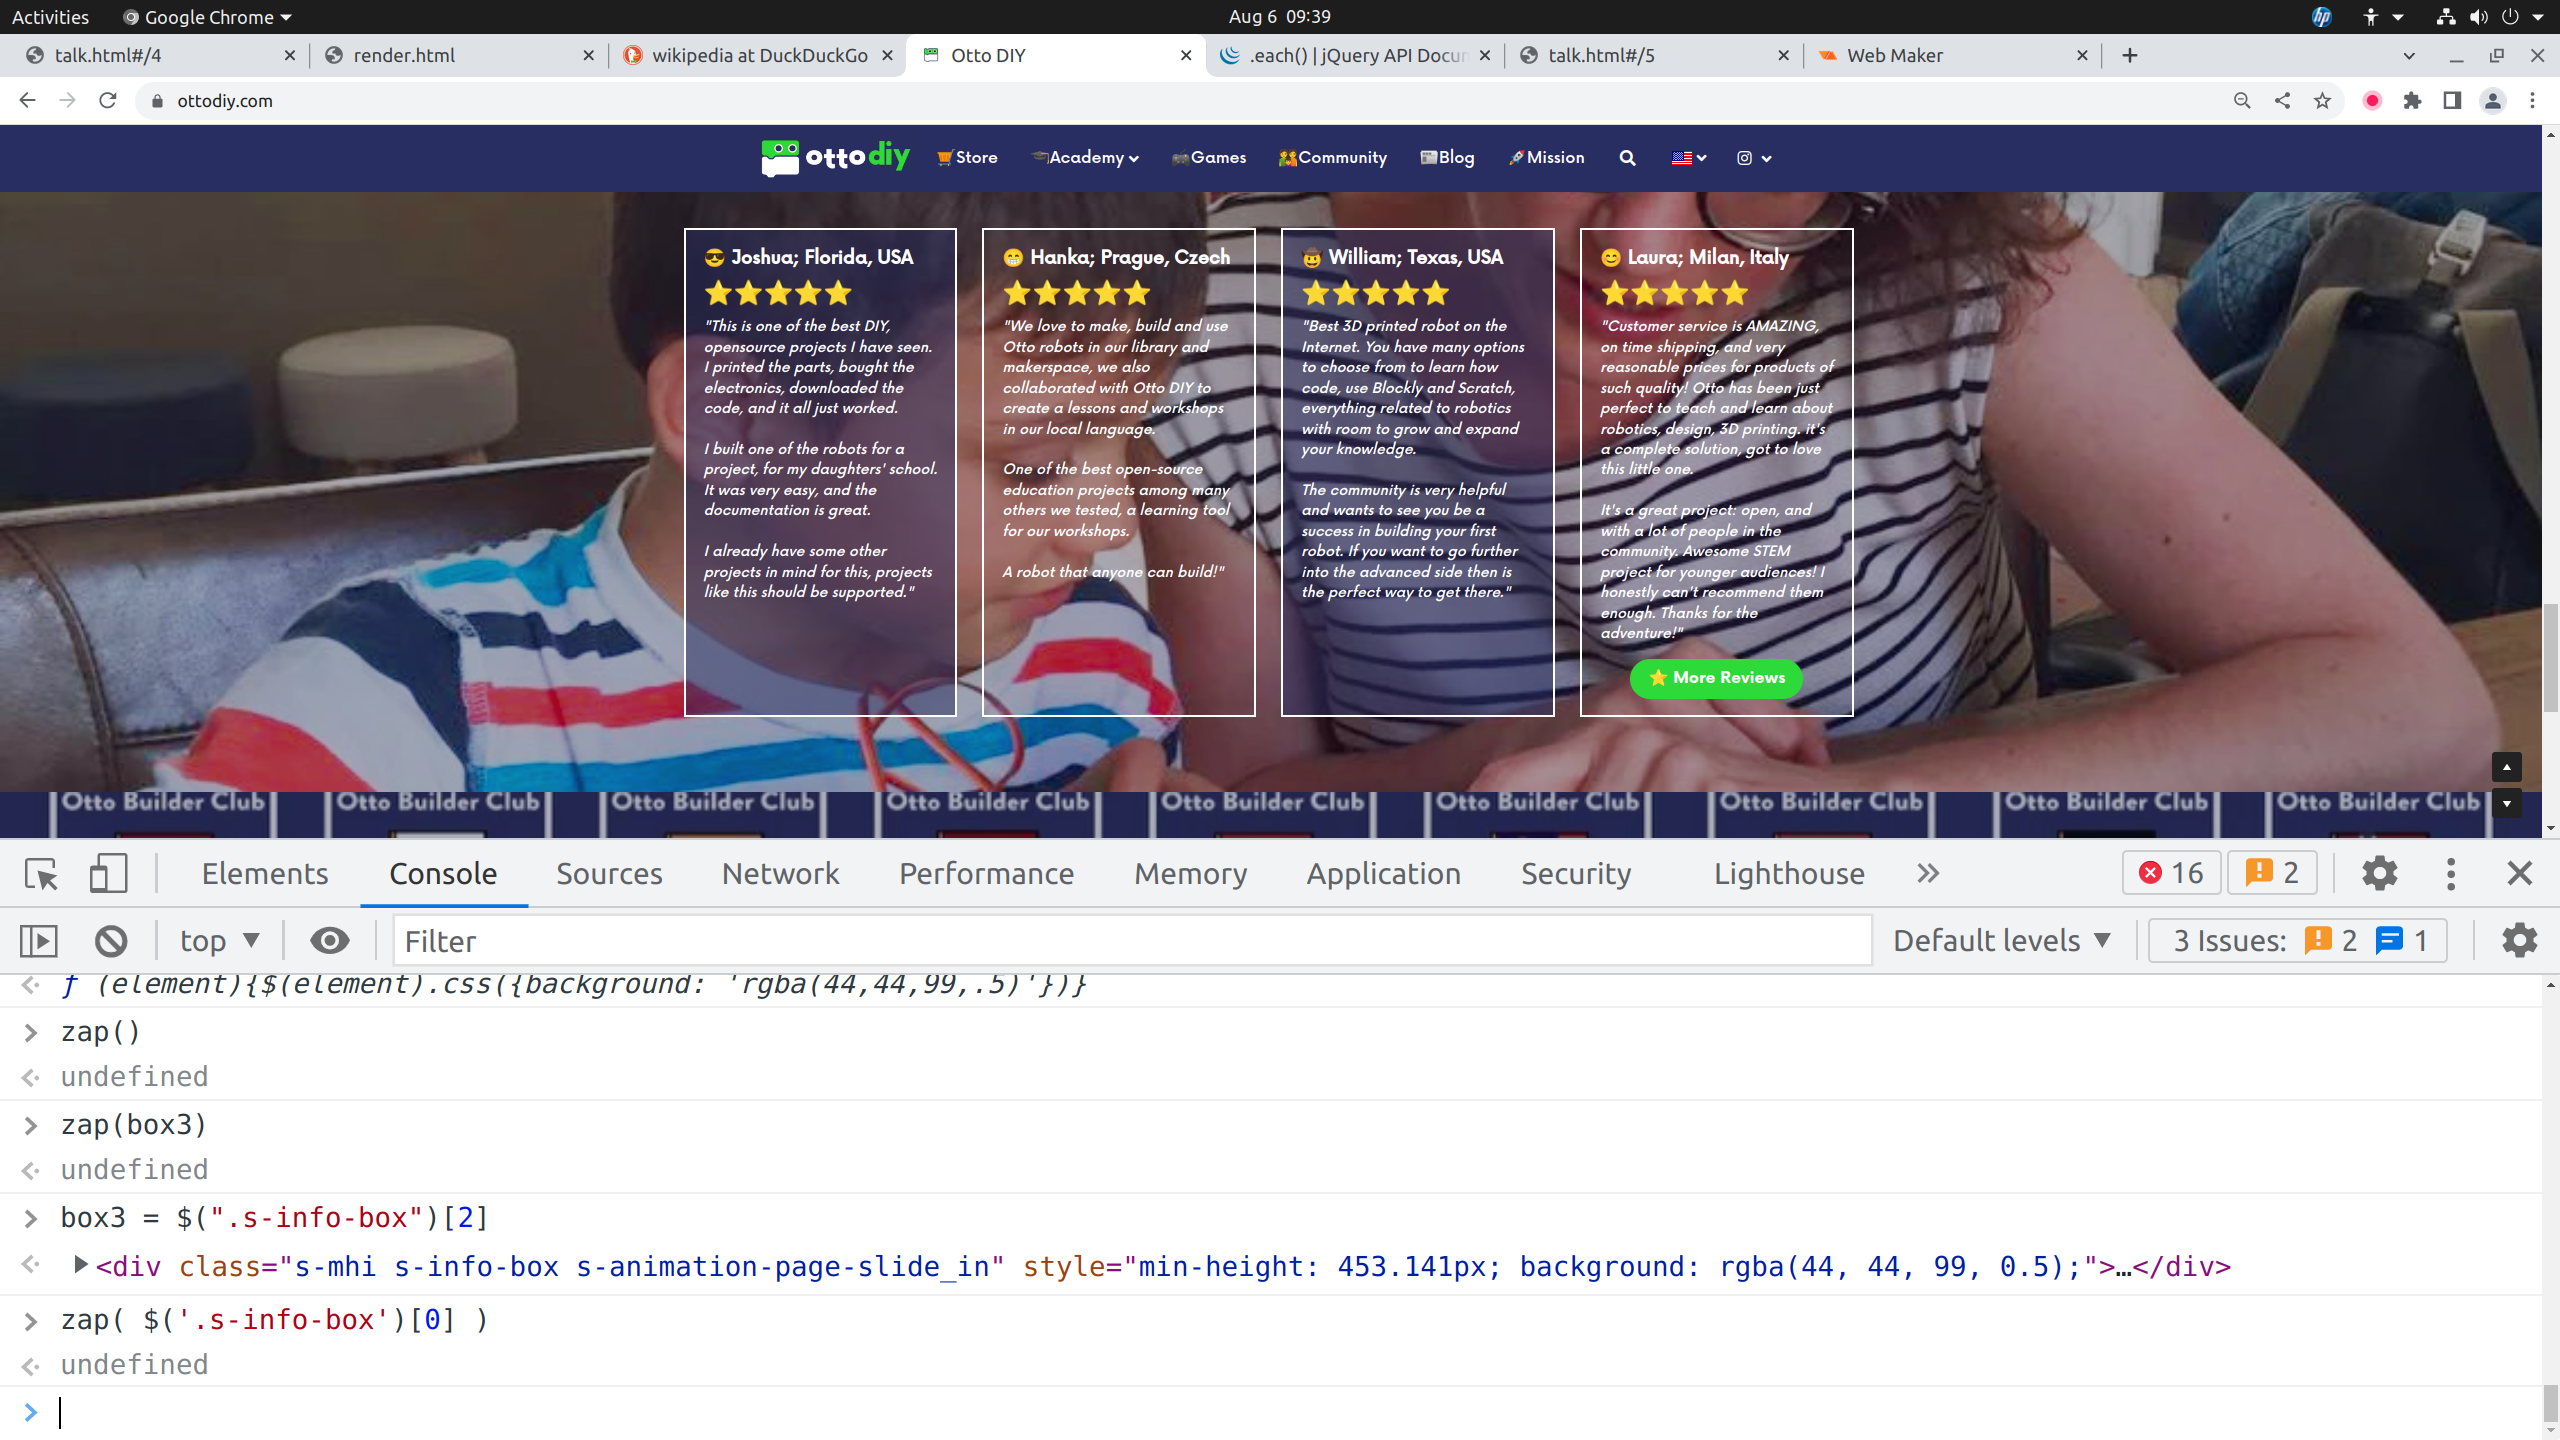 Activities Google Chrome Aug 6 09:39
talk.html#/4 render.html wikipedia at DuckDuckGo Otto DIY .each() | jQuery API Docum talk.html#/5 Web Maker
ottodiy.com
otto diy Store Academy Games Community Blog Mission
Joshua; Florida, USA
"This is one of the best DIY,
opensource projects I have seen.
I printed the parts, bought the
electronics, downloaded the
code, and it all just worked.
I built one of the robots for a
project, for my daughters' school.
It was very easy, and the
documentation is great.
I already have some other
projects in mind for this, projects
like this should be supported."
Hanka; Prague, Czech
"We love to make, build and use
Otto robots in our library and
makerspace, we also
collaborated with Otto DIY to
create a lessons and workshops
in our local language.
One of the best open-source
education projects among many
others we tested, a learning tool
for our workshops.
A robot that anyone can build!"
William; Texas, USA
"Best 3D printed robot on the
Internet. You have many options
to choose from to learn how
code, use Blockly and Scratch,
everything related to robotics
with room to grow and expand
your knowledge.
The community is very helpful
and wants to see you be a
success in building your first
robot. If you want to go further
into the advanced side then is
the perfect way to get there."
Laura; Milan, Italy
"Customer service is AMAZING,
on time shipping, and very
reasonable prices for products of
such quality! Otto has been just
perfect to teach and learn about
robotics, design, 3D printing. it's
a complete solution, got to love
this little one.
It's a great project: open, and
with a lot of people in the
community. Awesome STEM
project for younger audiences! I
honestly can't recommend them
enough. Thanks for the
adventure!"
More Reviews
Otto Builder Club Otto Builder Club Otto Builder Club Otto Builder Club Otto Builder Club Otto Builder Club Otto Builder Club Otto Builder Club Otto Builder Club
Elements Console Sources Network Performance Memory Application Security Lighthouse 16 2
top Filter Default levels 3 Issues: 2 1
ƒ (element){$(element).css({background: 'rgba(44,44,99,.5)'})}
zap()
undefined
zap(box3)
undefined
box3 = $(".s-info-box")[2]
<div class="s-mhi s-info-box s-animation-page-slide_in" style="min-height: 453.141px; background: rgba(44, 44, 99, 0.5);">…</div>
zap( $('.s-info-box')[0] )
undefined